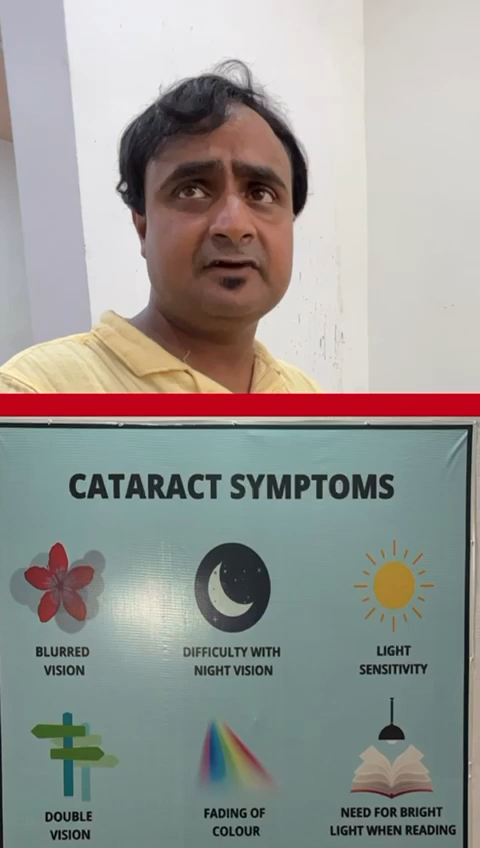 CATARACT SYMPTOMS
BLURRED
VISION
DIFFICULTY WITH
NIGHT VISION
LIGHT
SENSITIVITY
DOUBLE
VISION
FADING OF
COLOUR
NEED FOR BRIGHT
LIGHT WHEN READING